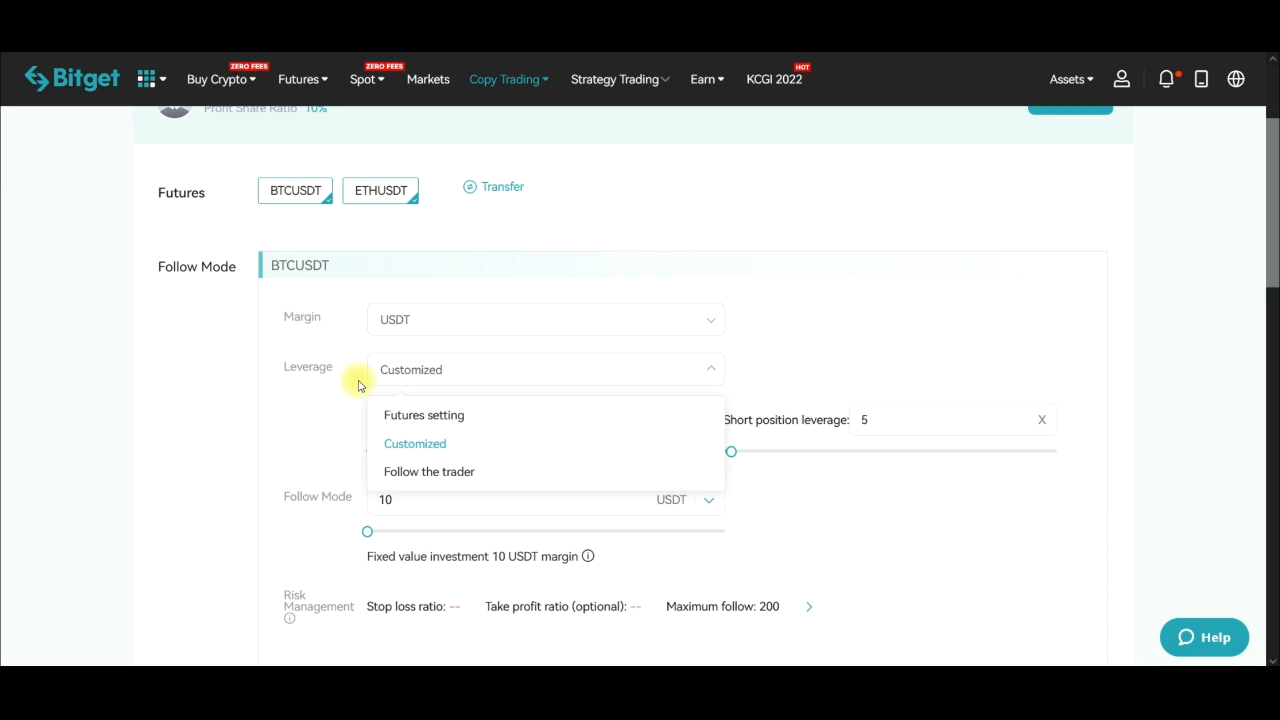 Bitget
Buy Crypto
ZERO FEES
Futures
Spot
ZERO FEES
Markets
Copy Trading
Strategy Trading
Earn
KCGI 2022
HOT
Assets
Profit Share Ratio 10%
Futures
BTCUSDT
ETHUSDT
Transfer
Follow Mode
BTCUSDT
Margin
USDT
Leverage
Customized
Futures setting
Customized
Follow the trader
Short position leverage: 5 X
Follow Mode
10 USDT
Fixed value investment 10 USDT margin
Risk
Management
Stop loss ratio: --
Take profit ratio (optional): --
Maximum follow: 200
Help